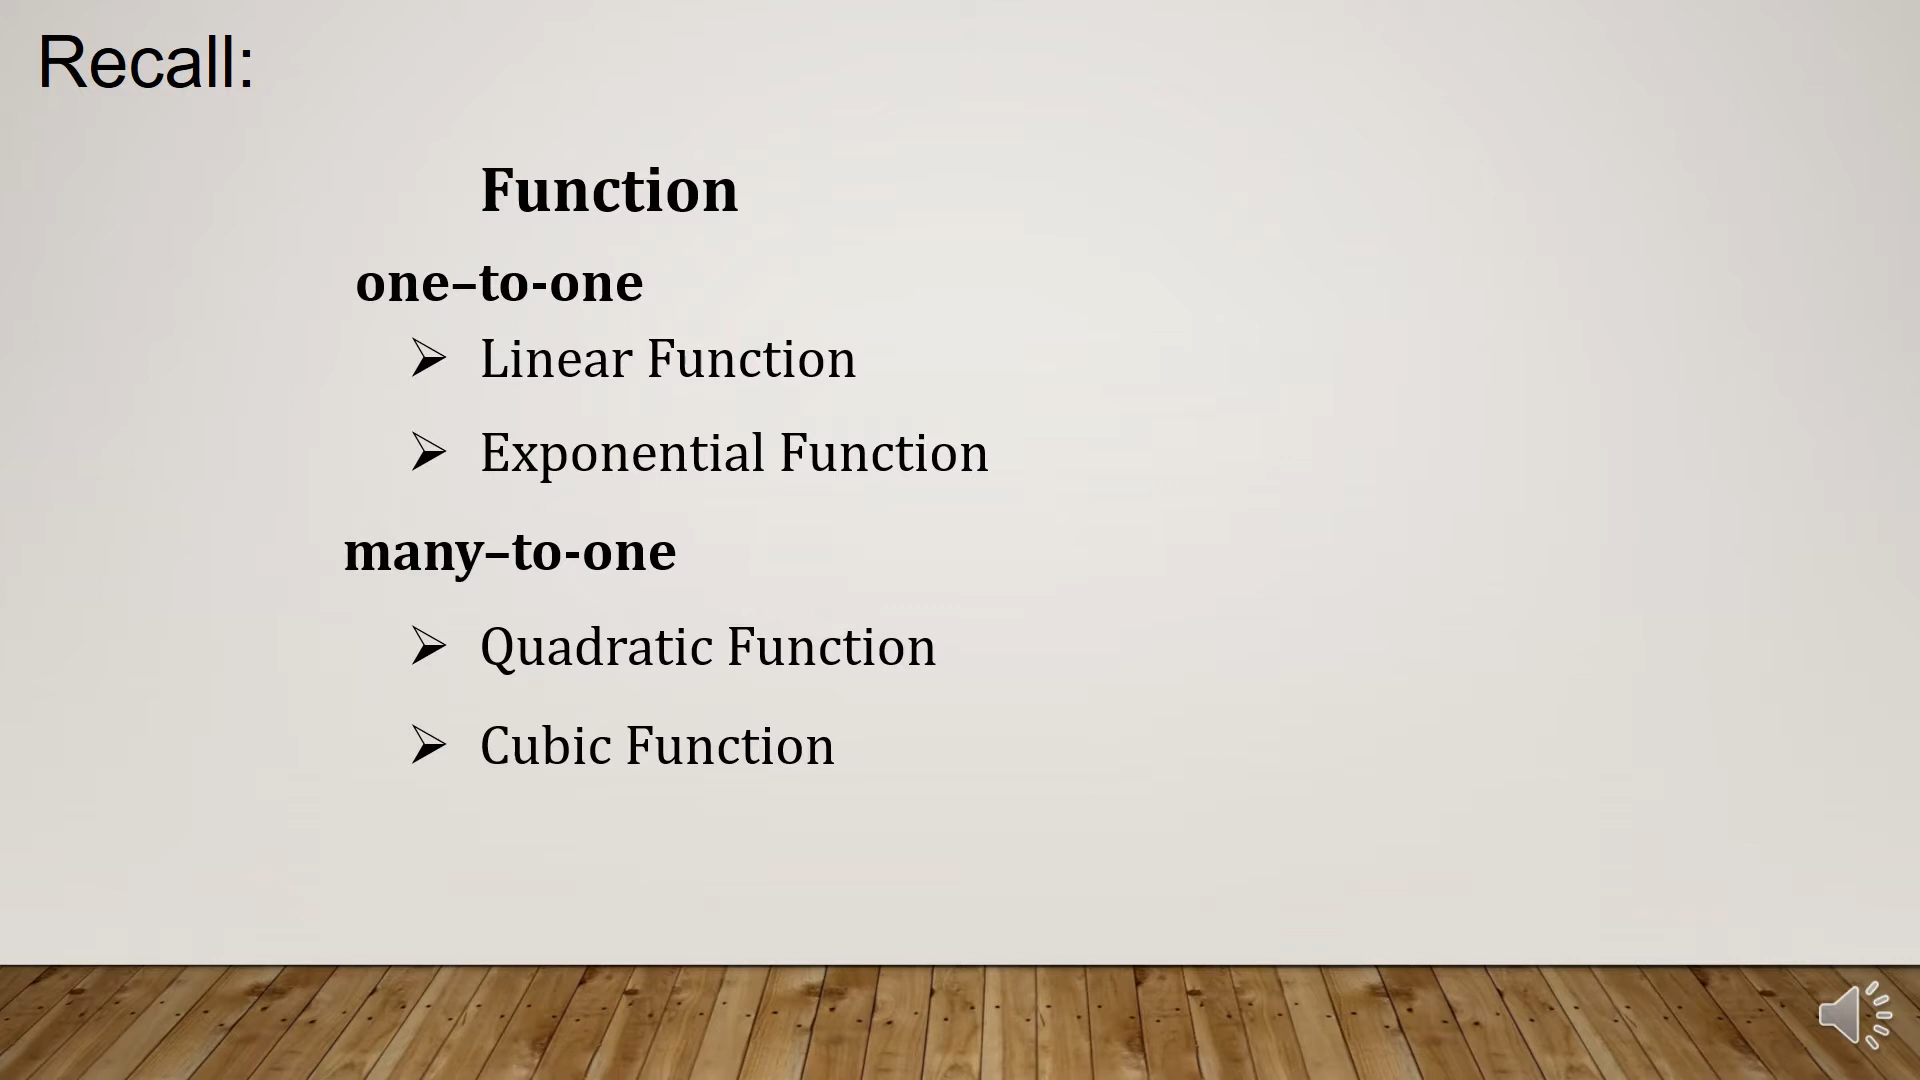 Recall:
Function
one–to-one
➢ Linear Function
➢ Exponential Function
many–to-one
➢ Quadratic Function
➢ Cubic Function